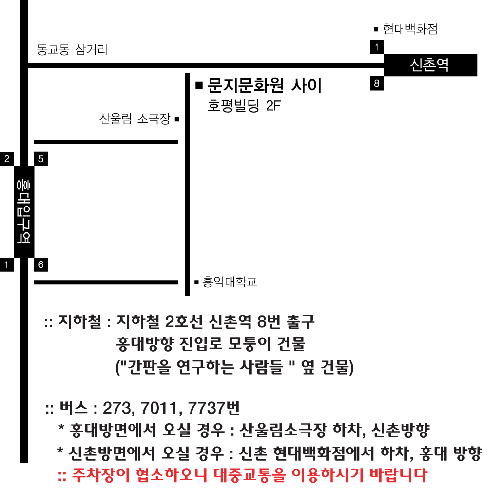 현대백화점
동교동 삼거리
1
신촌역
8
문지문화원 사이
호평빌딩 2F
산울림 소극장
2
5
홍대입구역
1
6
홍익대학교
:: 지하철 : 지하철 2호선 신촌역 8번 출구
홍대방향 진입로 모퉁이 건물
("간판을 연구하는 사람들 " 옆 건물)
:: 버스 : 273, 7011, 7737번
* 홍대방면에서 오실 경우 : 산울림소극장 하차, 신촌방향
* 신촌방면에서 오실 경우 : 신촌 현대백화점에서 하차, 홍대 방향
:: 주차장이 협소하오니 대중교통을 이용하시기 바랍니다